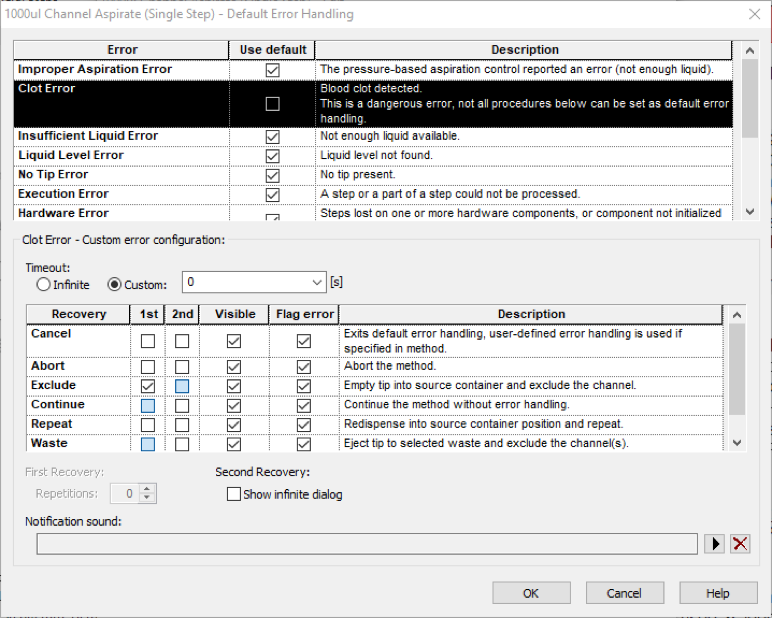 1000ul Channel Aspirate (Single Step) - Default Error Handling
Error Use default Description
Improper Aspiration Error The pressure-based aspiration control reported an error (not enough liquid).
Clot Error Blood clot detected.
This is a dangerous error, not all procedures below can be set as default error
handling.
Insufficient Liquid Error Not enough liquid available.
Liquid Level Error Liquid level not found.
No Tip Error No tip present.
Execution Error A step or a part of a step could not be processed.
Hardware Error Steps lost on one or more hardware components, or component not initialized
Clot Error - Custom error configuration:
Timeout:
Infinite Custom: 0 [s]
Recovery 1st 2nd Visible Flag error Description
Cancel Exits default error handling, user-defined error handling is used if
specified in method.
Abort Abort the method.
Exclude Empty tip into source container and exclude the channel.
Continue Continue the method without error handling.
Repeat Redispense into source container position and repeat.
Waste Eject tip to selected waste and exclude the channel(s).
First Recovery: Second Recovery:
Repetitions: 0 Show infinite dialog
Notification sound:
OK Cancel Help